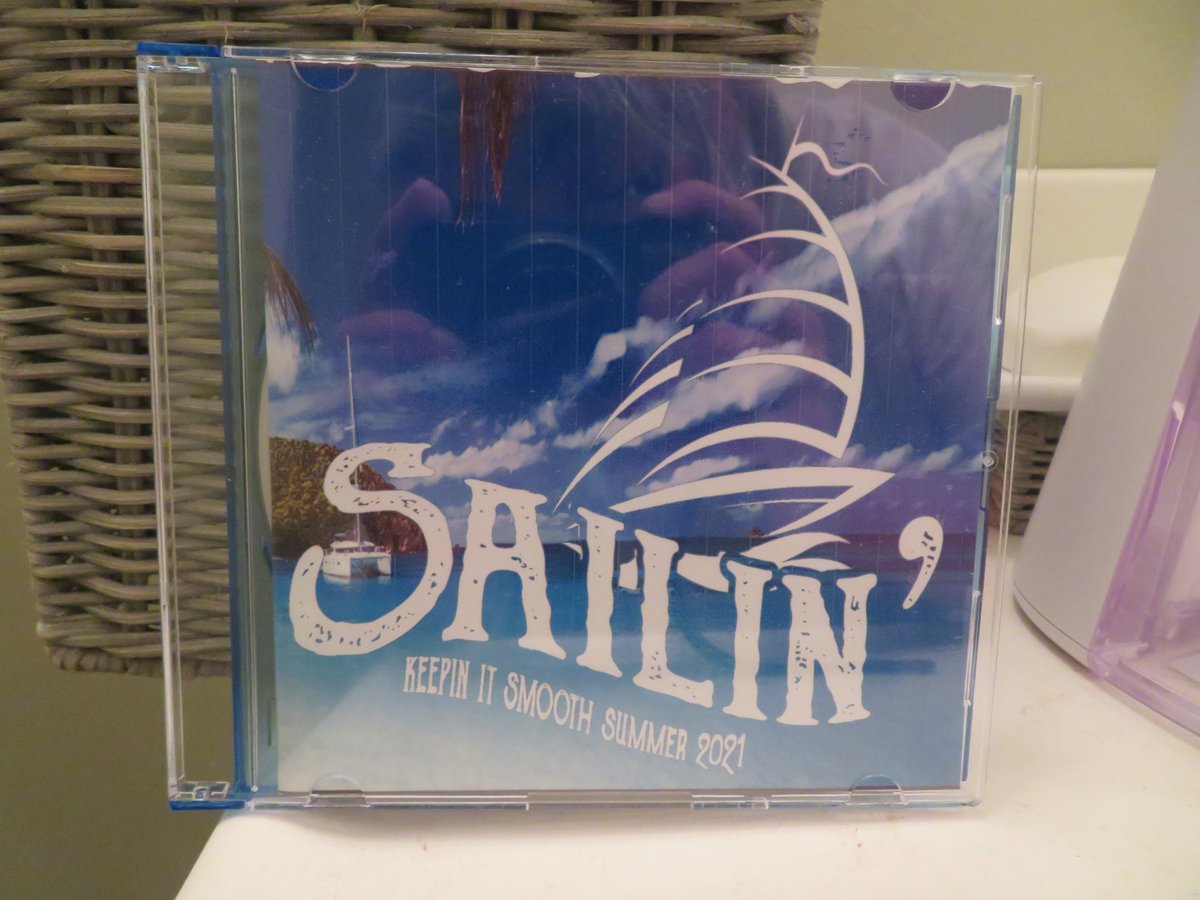 SAILIN'
KEEPIN IT SMOOTH SUMMER 2021